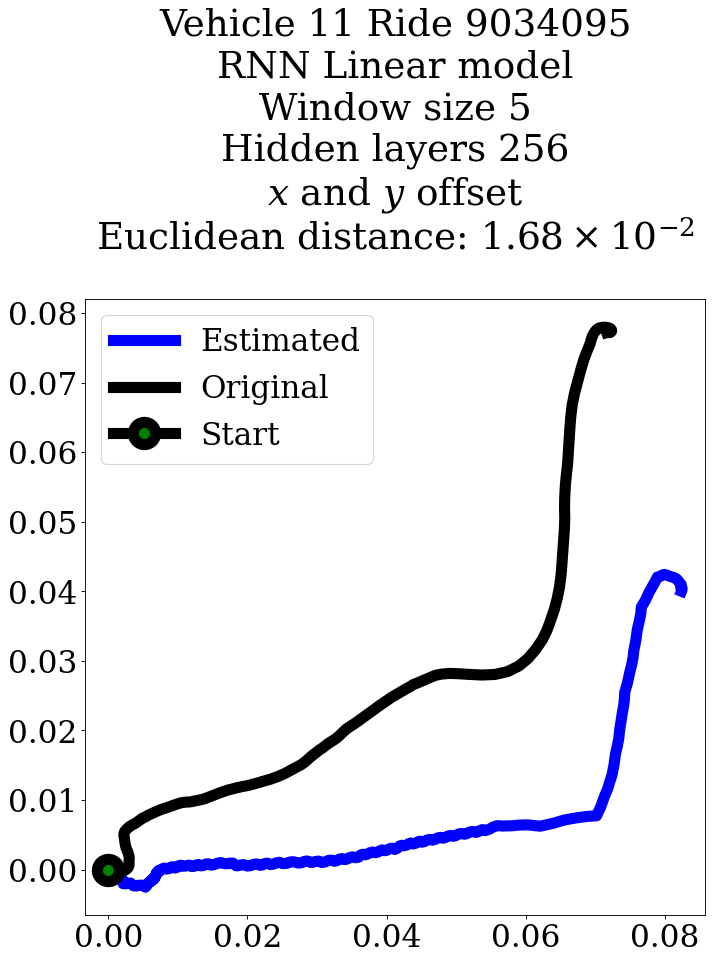 Vehicle 11 Ride 9034095
RNN Linear model
Window size 5
Hidden layers 256
x and y offset
Euclidean distance: 1.68 × 10⁻²
Estimated
Original
Start
0.08
0.07
0.06
0.05
0.04
0.03
0.02
0.01
0.00
0.00 0.02 0.04 0.06 0.08